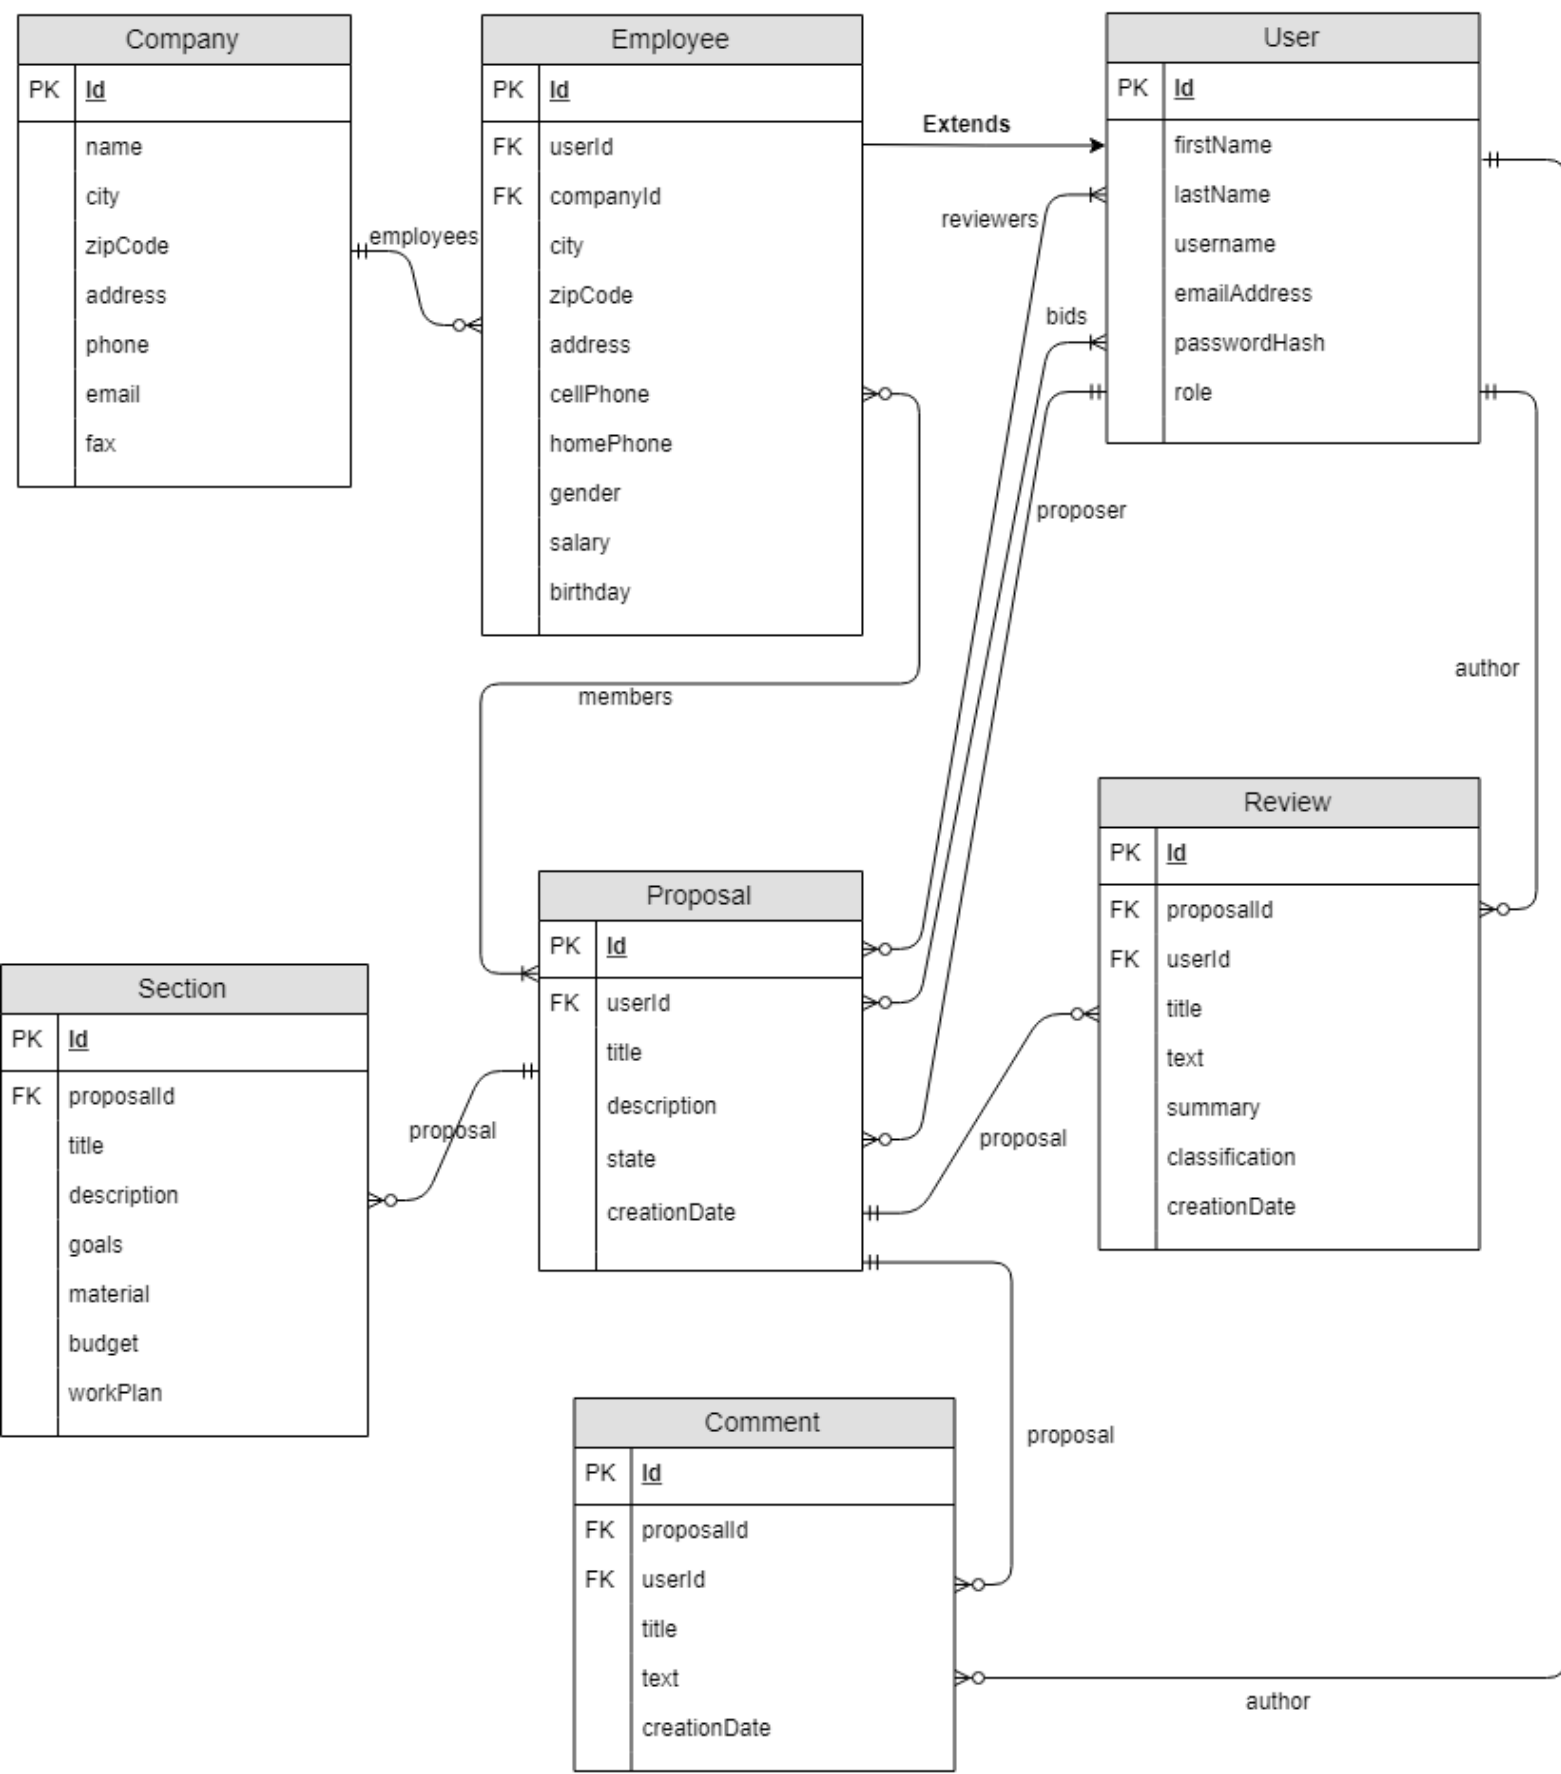 Company
PK Id
name
city
zipCode
address
phone
email
fax
employees
Employee
PK Id
FK userId
FK companyId
city
zipCode
address
cellPhone
homePhone
gender
salary
birthday
Extends
User
PK Id
firstName
lastName
username
emailAddress
passwordHash
role
reviewers
bids
proposer
author
members
Review
PK Id
FK proposalId
FK userId
title
text
summary
classification
creationDate
Proposal
PK Id
FK userId
title
description
state
creationDate
proposal
Section
PK Id
FK proposalId
title
description
goals
material
budget
workPlan
proposal
Comment
PK Id
FK proposalId
FK userId
title
text
creationDate
proposal
author